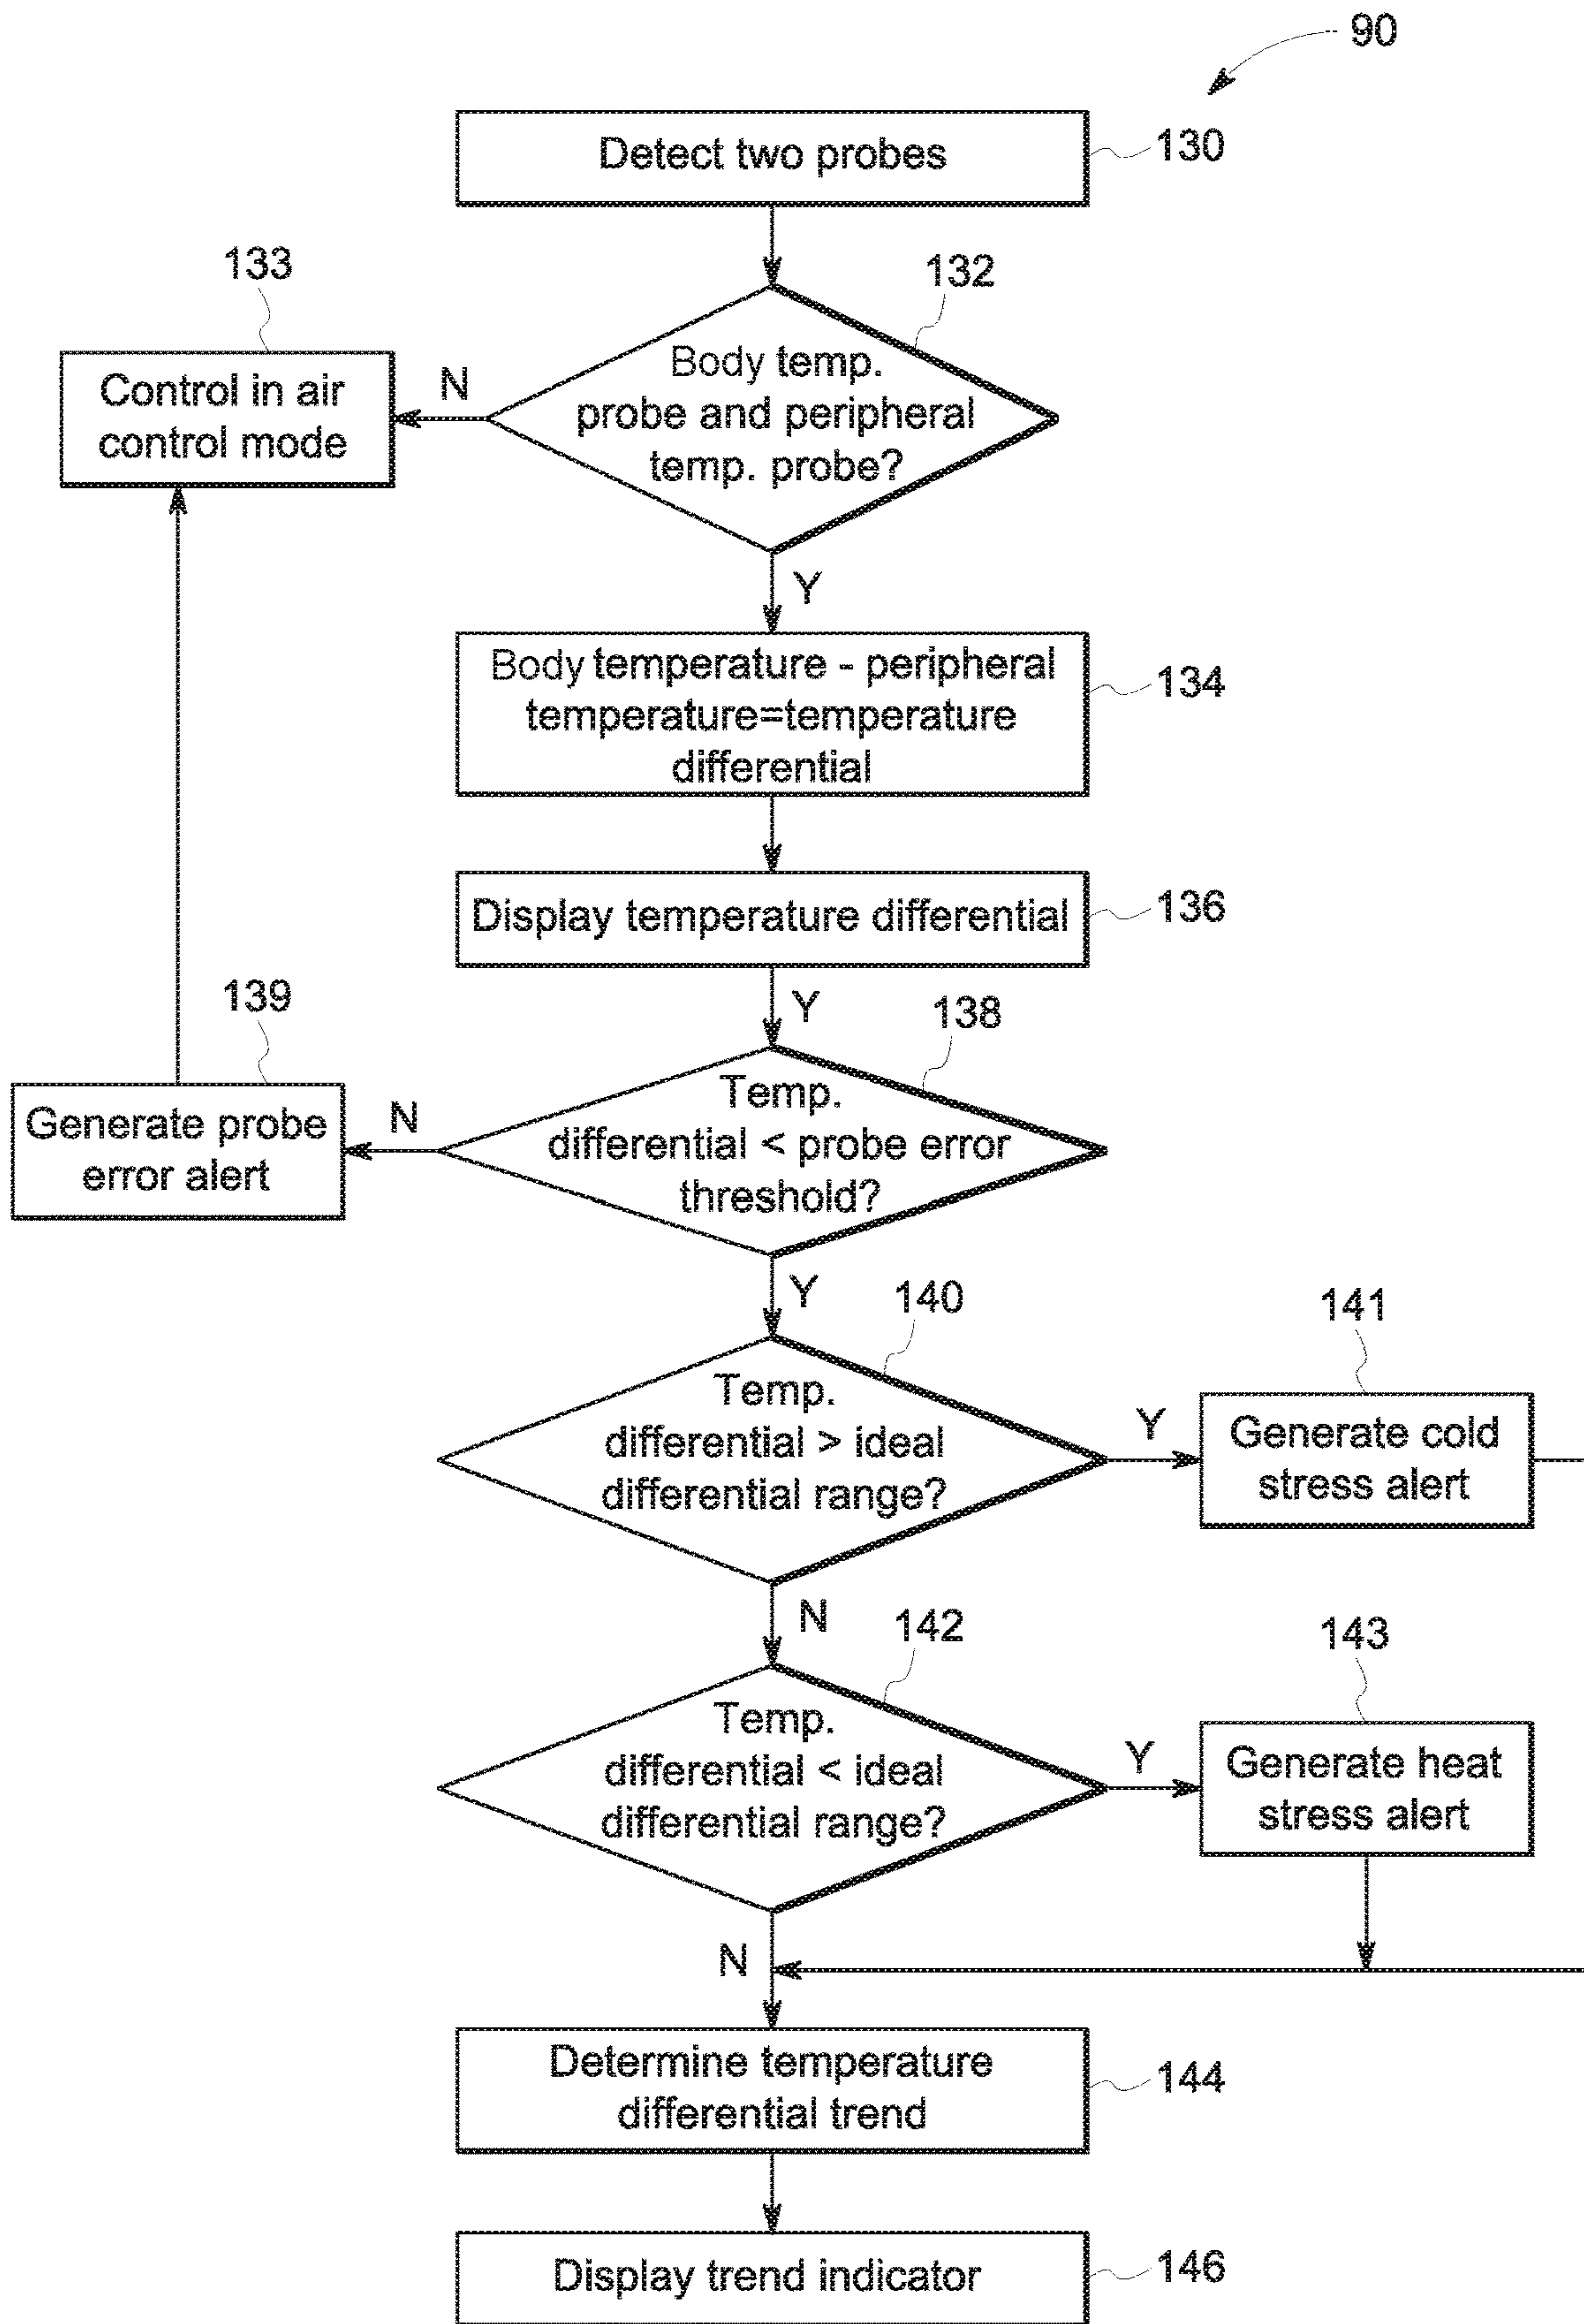 90
Detect two probes
130
133
132
Control in air
control mode
N
Body temp.
probe and peripheral
temp. probe?
Y
Body temperature - peripheral
temperature=temperature
differential
134
Display temperature differential
136
139
Y
138
Generate probe
error alert
N
Temp.
differential < probe error
threshold?
Y
140
141
Temp.
differential > ideal
differential range?
Y
Generate cold
stress alert
N
142
143
Temp.
differential < ideal
differential range?
Y
Generate heat
stress alert
N
Determine temperature
differential trend
144
Display trend indicator
146